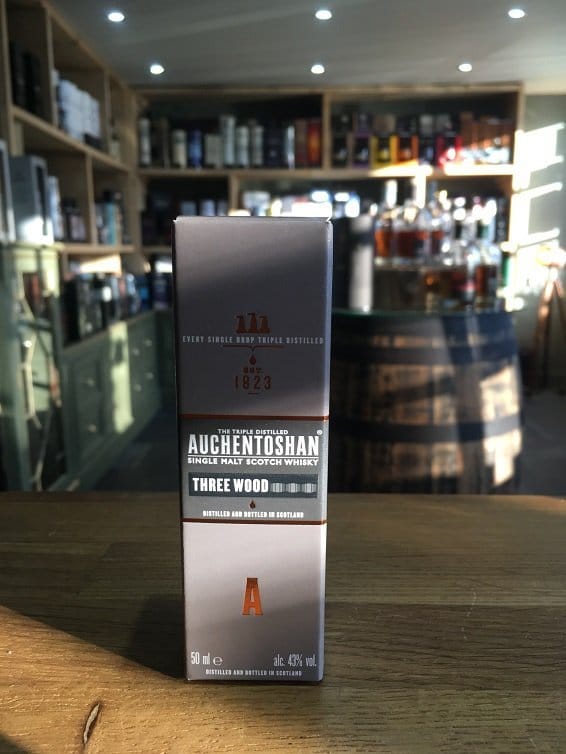 EVERY SINGLE DROP TRIPLE DISTILLED
EST.
1823
THE TRIPLE DISTILLED
AUCHENTOSHAN®
SINGLE MALT SCOTCH WHISKY
THREE WOOD
DISTILLED AND BOTTLED IN SCOTLAND
A
50 ml e alc. 43% vol.
DISTILLED AND BOTTLED IN SCOTLAND